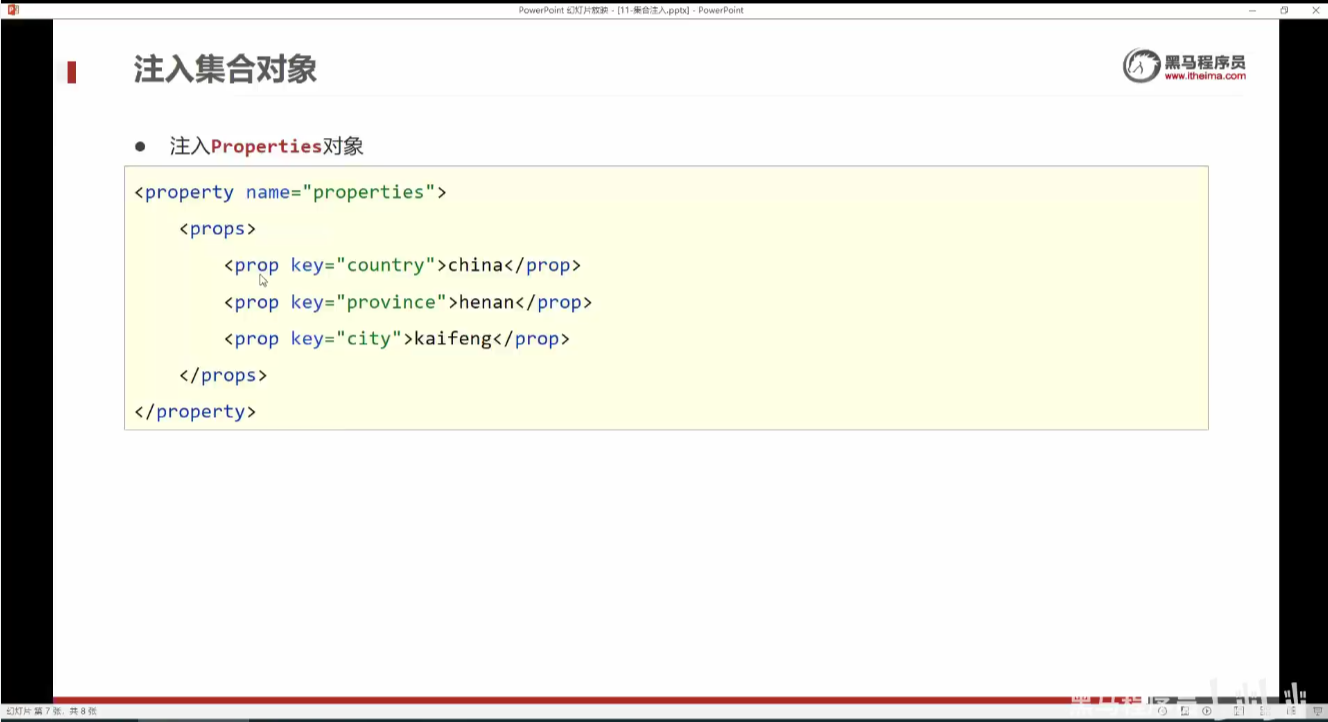 PowerPoint 幻灯片放映 - [11-集合注入.pptx] - PowerPoint
注入集合对象
黑马程序员
www.itheima.com
● 注入Properties对象
<property name="properties">
<props>
<prop key="country">china</prop>
<prop key="province">henan</prop>
<prop key="city">kaifeng</prop>
</props>
</property>
幻灯片 第 7 张，共 8 张